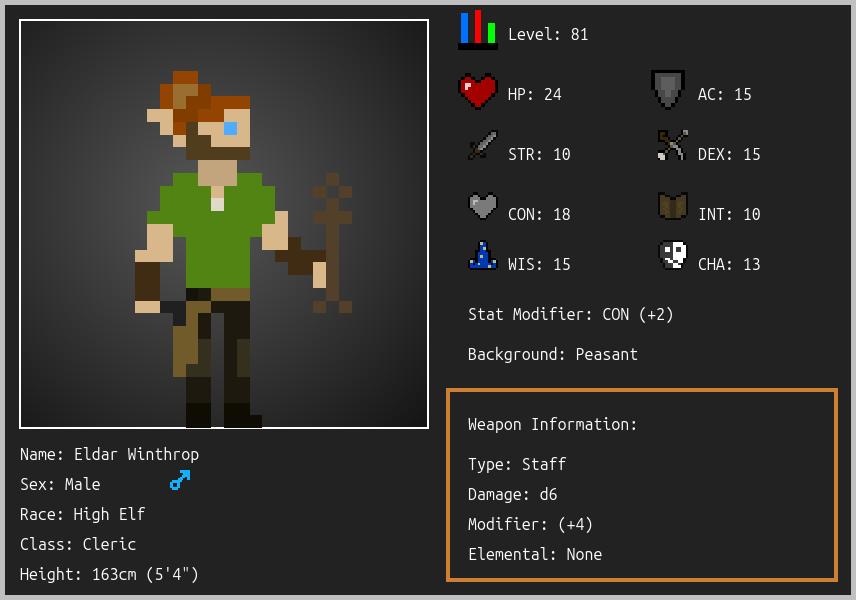 Level: 81
HP: 24
AC: 15
STR: 10
DEX: 15
CON: 18
INT: 10
WIS: 15
CHA: 13
Stat Modifier: CON (+2)
Background: Peasant
Weapon Information:
Type: Staff
Damage: d6
Modifier: (+4)
Elemental: None
Name: Eldar Winthrop
Sex: Male
Race: High Elf
Class: Cleric
Height: 163cm (5'4")